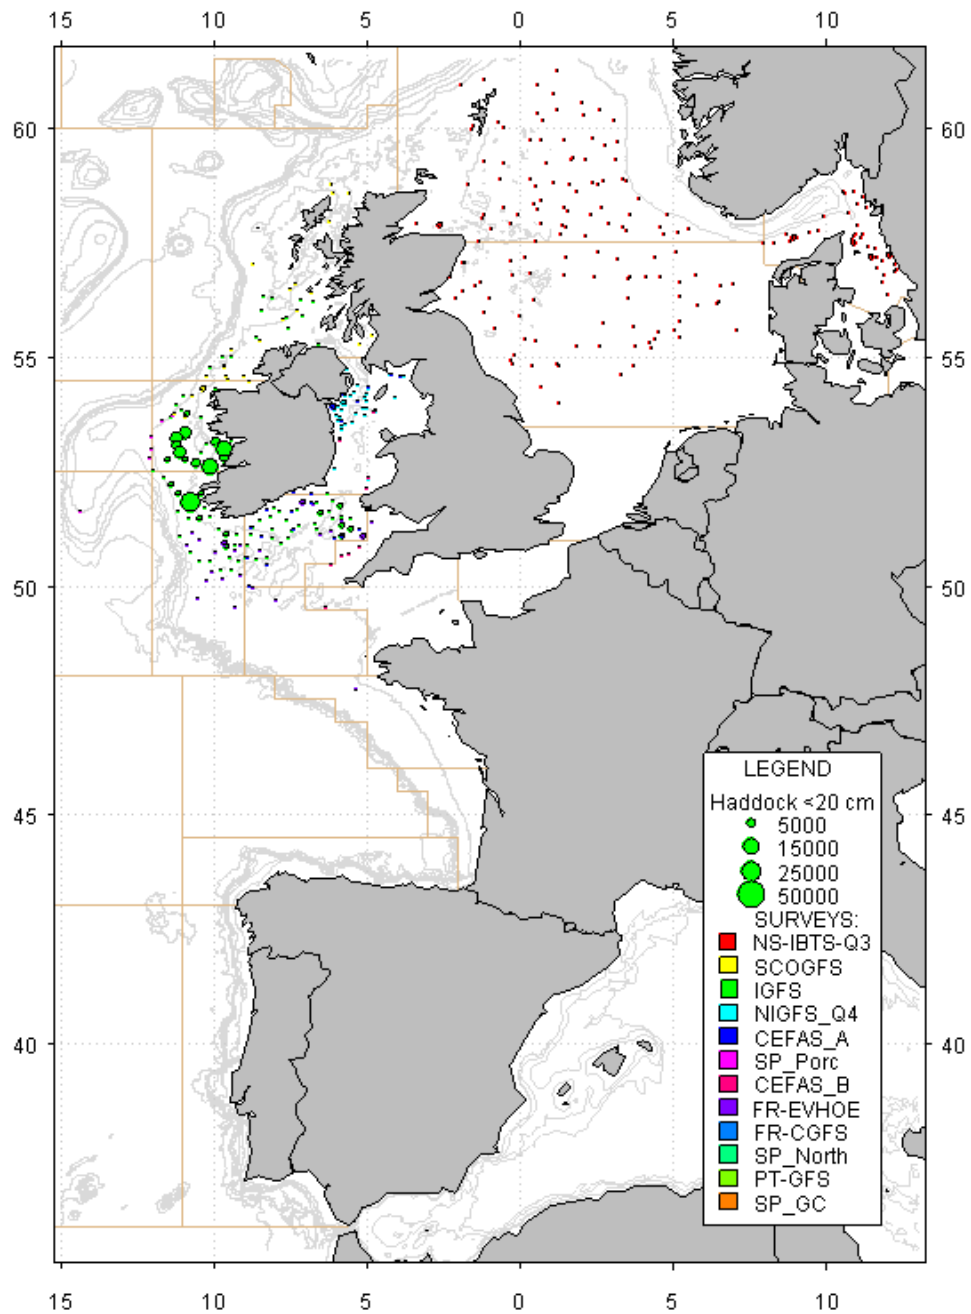 15 10 5 0 5 10
60 60
55 55
50 50
LEGEND
Haddock <20 cm
5000
45 45
15000
25000
50000
SURVEYS:
NS-IBTS-Q3
SCOGFS
IGFS
NIGFS_Q4
CEFAS_A
40 40
SP_Porc
CEFAS_B
FR-EVHOE
FR-CGFS
SP_North
PT-GFS
SP_GC
15 10 5 0 5 10